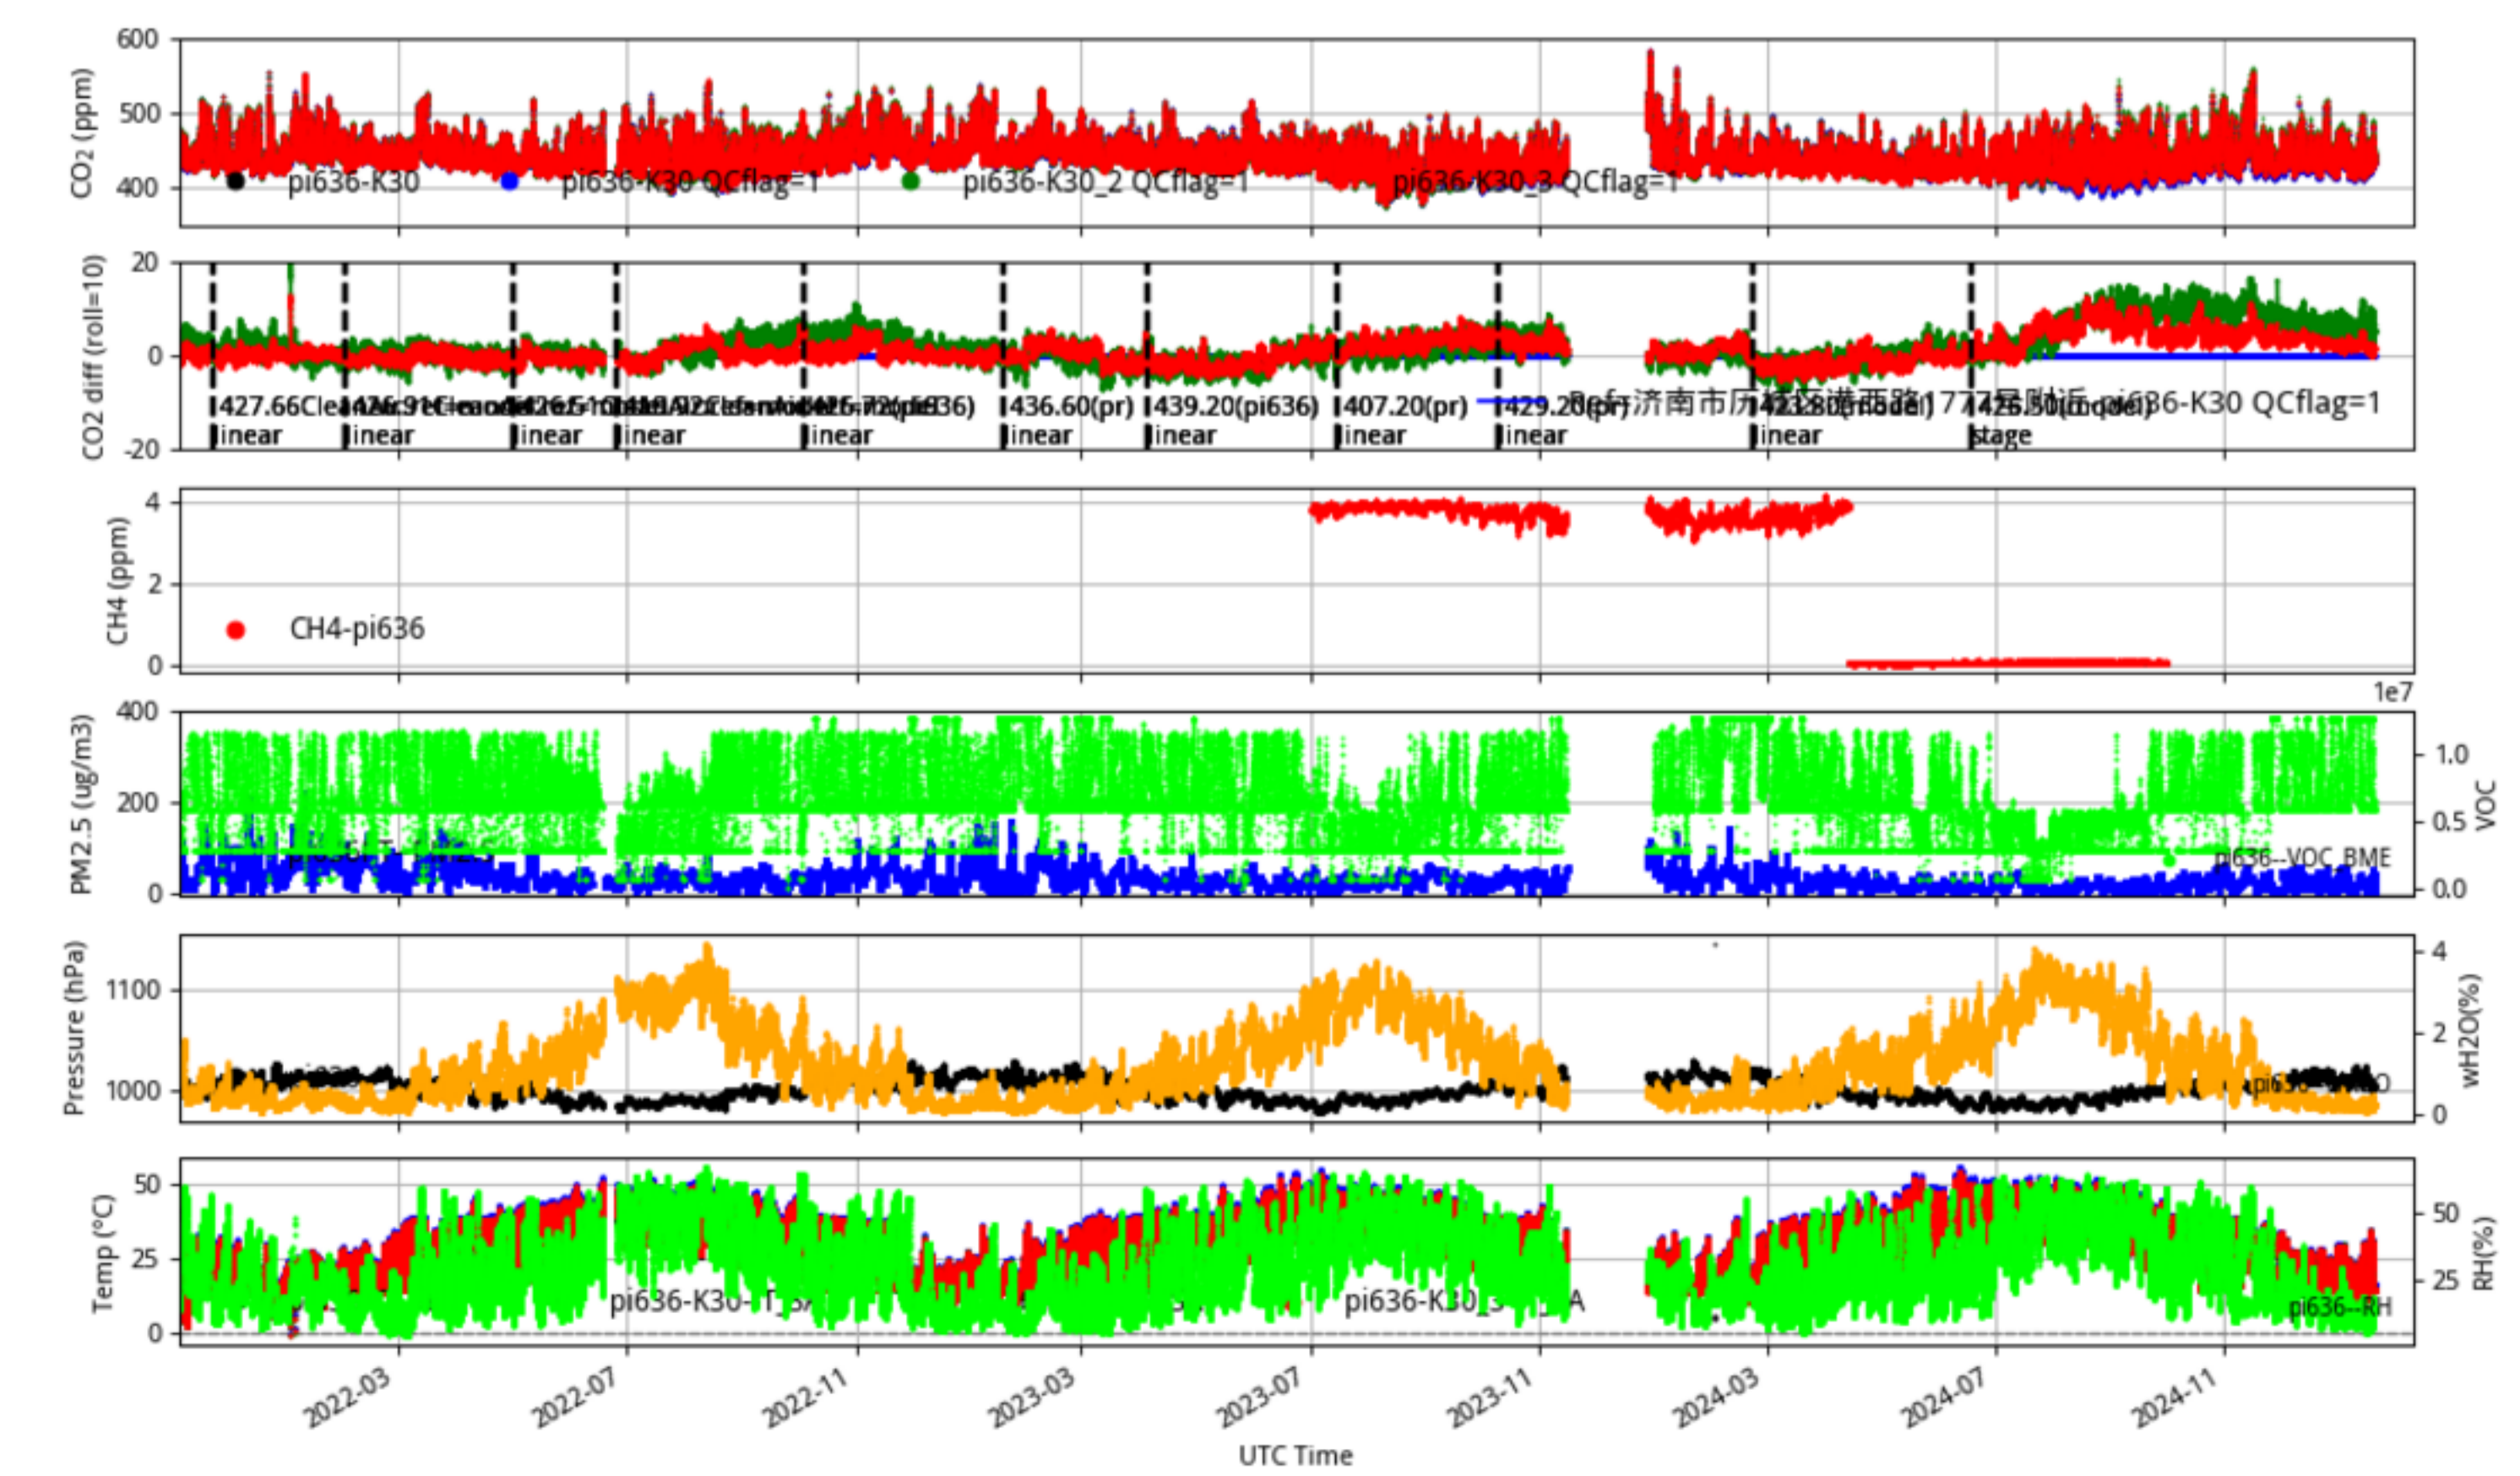 CO₂ (ppm)
600
500
400
pi636-K30
pi636-K30 QCflag=1
pi636-K30_2 QCflag=1
pi636-K30_3 QCflag=1
CO2 diff (roll=10)
20
0
-20
427.66
436.60(pr)
439.20(pi636)
407.20(pr)
429.20(pr)
pi636-K30 QCflag=1
linear
linear
linear
linear
linear
linear
linear
linear
linear
linear
stage
CH4 (ppm)
4
2
0
CH4-pi636
1e7
PM2.5 (ug/m3)
400
200
0
VOC
1.0
0.5
0.0
pi636--VOC_BME
Pressure (hPa)
1100
1000
wH2O(%)
4
2
0
Temp (°C)
50
25
0
RH(%)
50
25
pi636--RH
2022-03
2022-07
2022-11
2023-03
2023-07
2023-11
2024-03
2024-07
2024-11
UTC Time